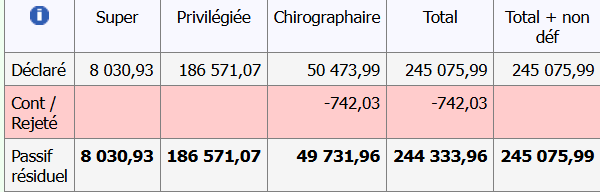 i Super Privilégiée Chirographaire Total Total + non
déf
Déclaré 8 030,93 186 571,07 50 473,99 245 075,99 245 075,99
Cont / -742,03 -742,03
Rejeté
Passif 8 030,93 186 571,07 49 731,96 244 333,96 245 075,99
résiduel